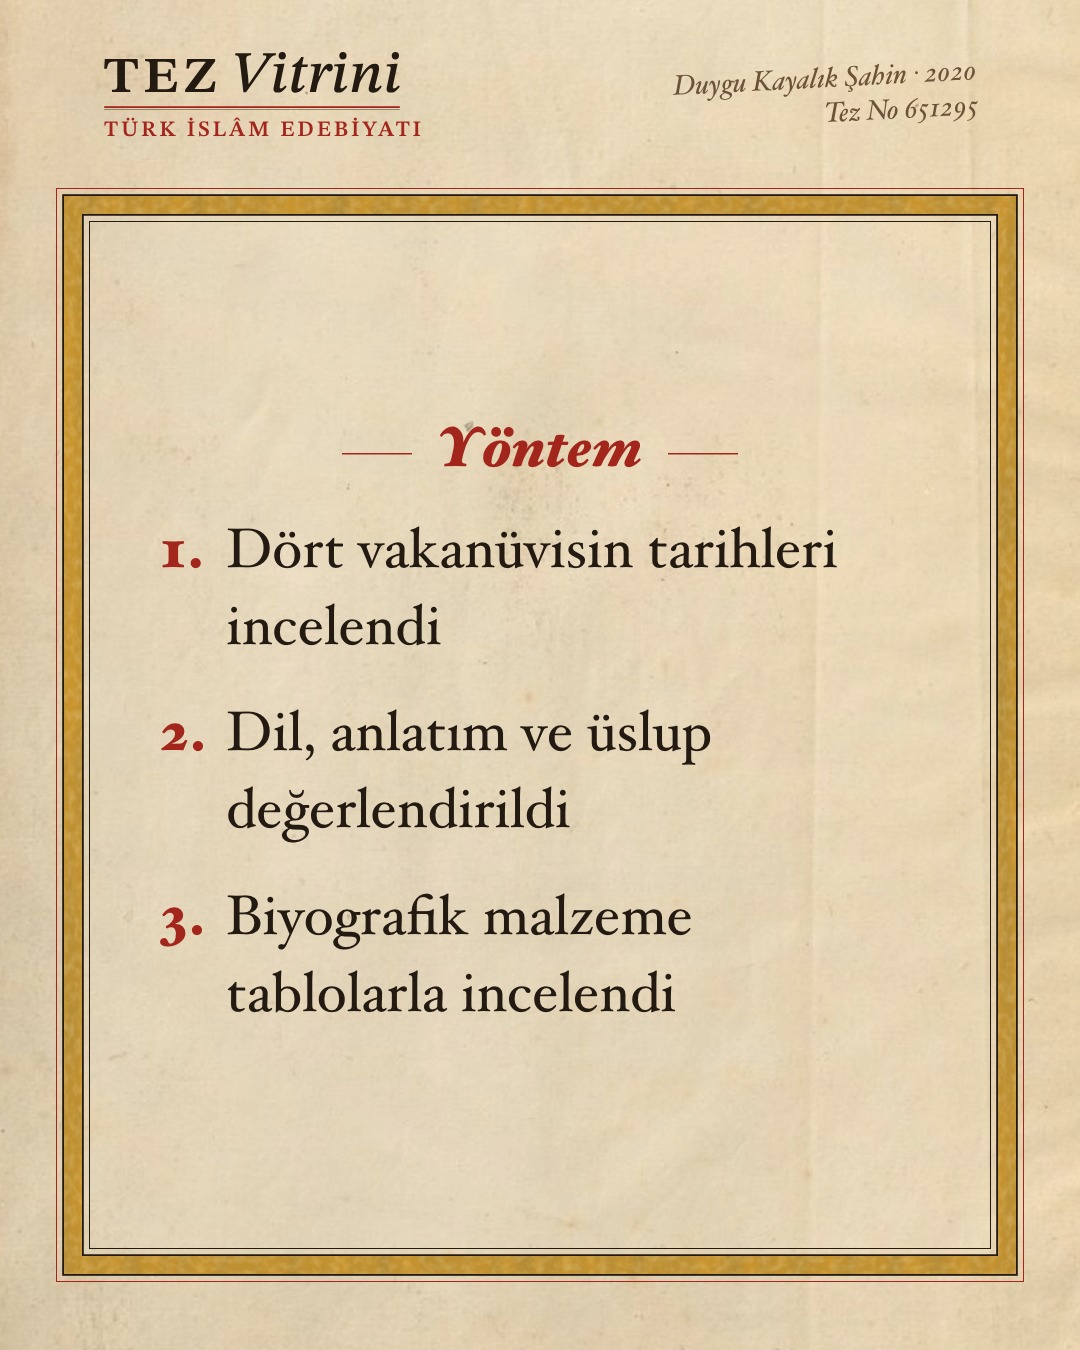 TEZ Vitrini
TÜRK İSLÂM EDEBİYATI
Duygu Kayalık Şahin · 2020
Tez No 651295
Yöntem
1. Dört vakanüvisin tarihleri
incelendi
2. Dil, anlatım ve üslup
değerlendirildi
3. Biyografik malzeme
tablolarla incelendi